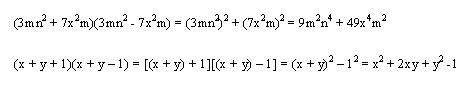 (3mn² + 7x²m)(3mn² - 7x²m) = (3mn²)² + (7x²m)² = 9m²n⁴ + 49x⁴m²
(x + y + 1)(x + y – 1) = [(x + y) + 1][(x + y) – 1] = (x + y)² – 1² = x² + 2xy + y² -1